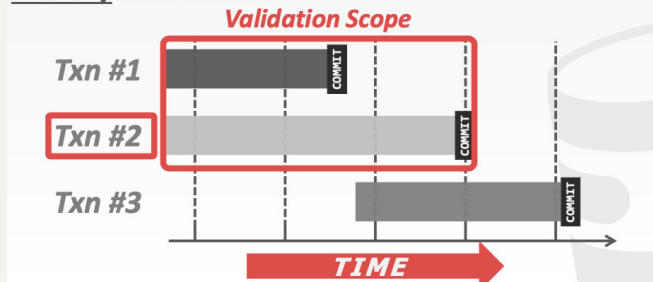 Validation Scope
Txn #1
COMMIT
Txn #2
COMMIT
Txn #3
COMMIT
TIME